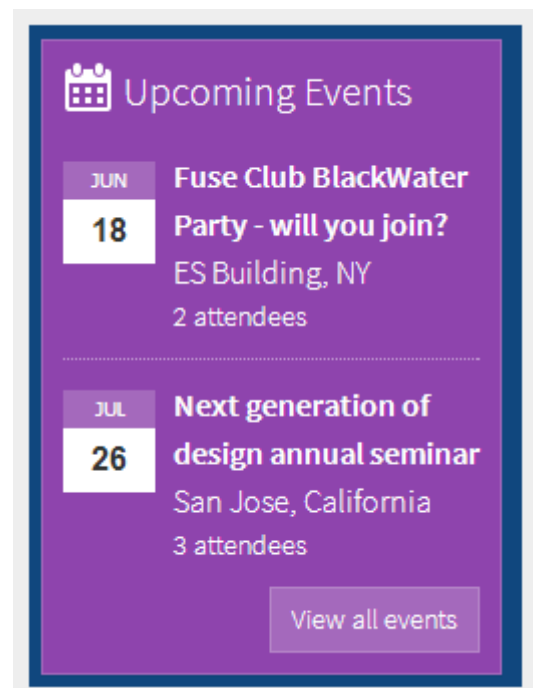 Upcoming Events
JUN
18
Fuse Club BlackWater
Party - will you join?
ES Building, NY
2 attendees
JUL
26
Next generation of
design annual seminar
San Jose, California
3 attendees
View all events